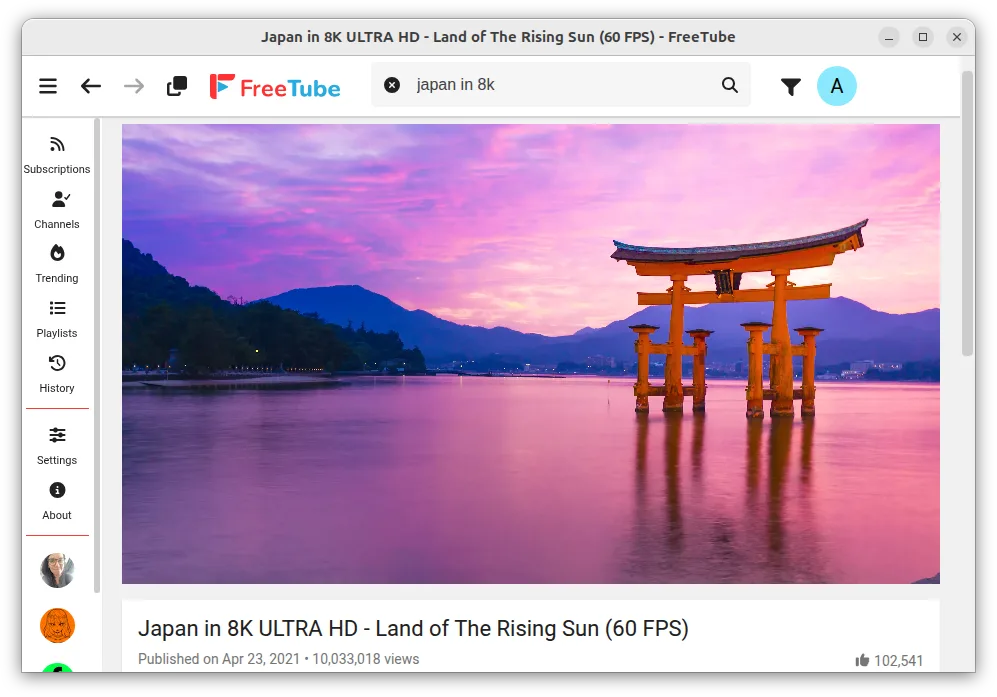 Japan in 8K ULTRA HD - Land of The Rising Sun (60 FPS) - FreeTube
FreeTube
japan in 8k
A
Subscriptions
Channels
Trending
Playlists
History
Settings
About
Japan in 8K ULTRA HD - Land of The Rising Sun (60 FPS)
Published on Apr 23, 2021 • 10,033,018 views
102,541